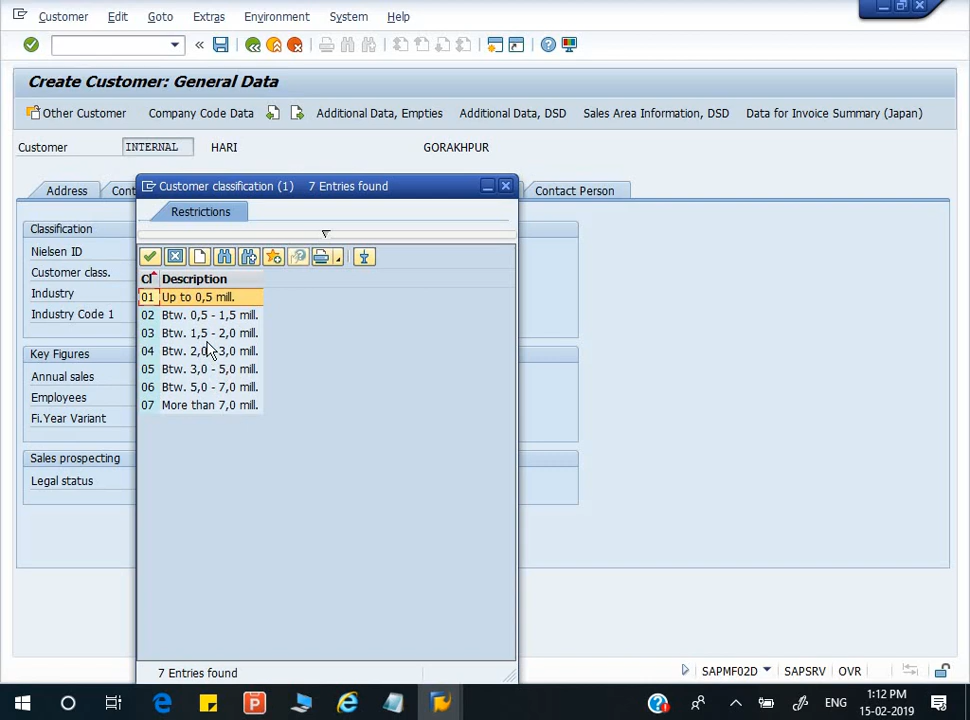 Customer Edit Goto Extras Environment System Help
Create Customer: General Data
Other Customer Company Code Data Additional Data, Empties Additional Data, DSD Sales Area Information, DSD Data for Invoice Summary (Japan)
Customer INTERNAL HARI GORAKHPUR
Address Cont Contact Person
Customer classification (1) 7 Entries found
Restrictions
Classification
Nielsen ID
Customer class.
Industry
Industry Code 1
Key Figures
Annual sales
Employees
Fi.Year Variant
Sales prospecting
Legal status
Cl Description
01 Up to 0,5 mill.
02 Btw. 0,5 - 1,5 mill.
03 Btw. 1,5 - 2,0 mill.
04 Btw. 2,0 - 3,0 mill.
05 Btw. 3,0 - 5,0 mill.
06 Btw. 5,0 - 7,0 mill.
07 More than 7,0 mill.
7 Entries found
SAPMF02D SAPSRV OVR
ENG 1:12 PM
15-02-2019